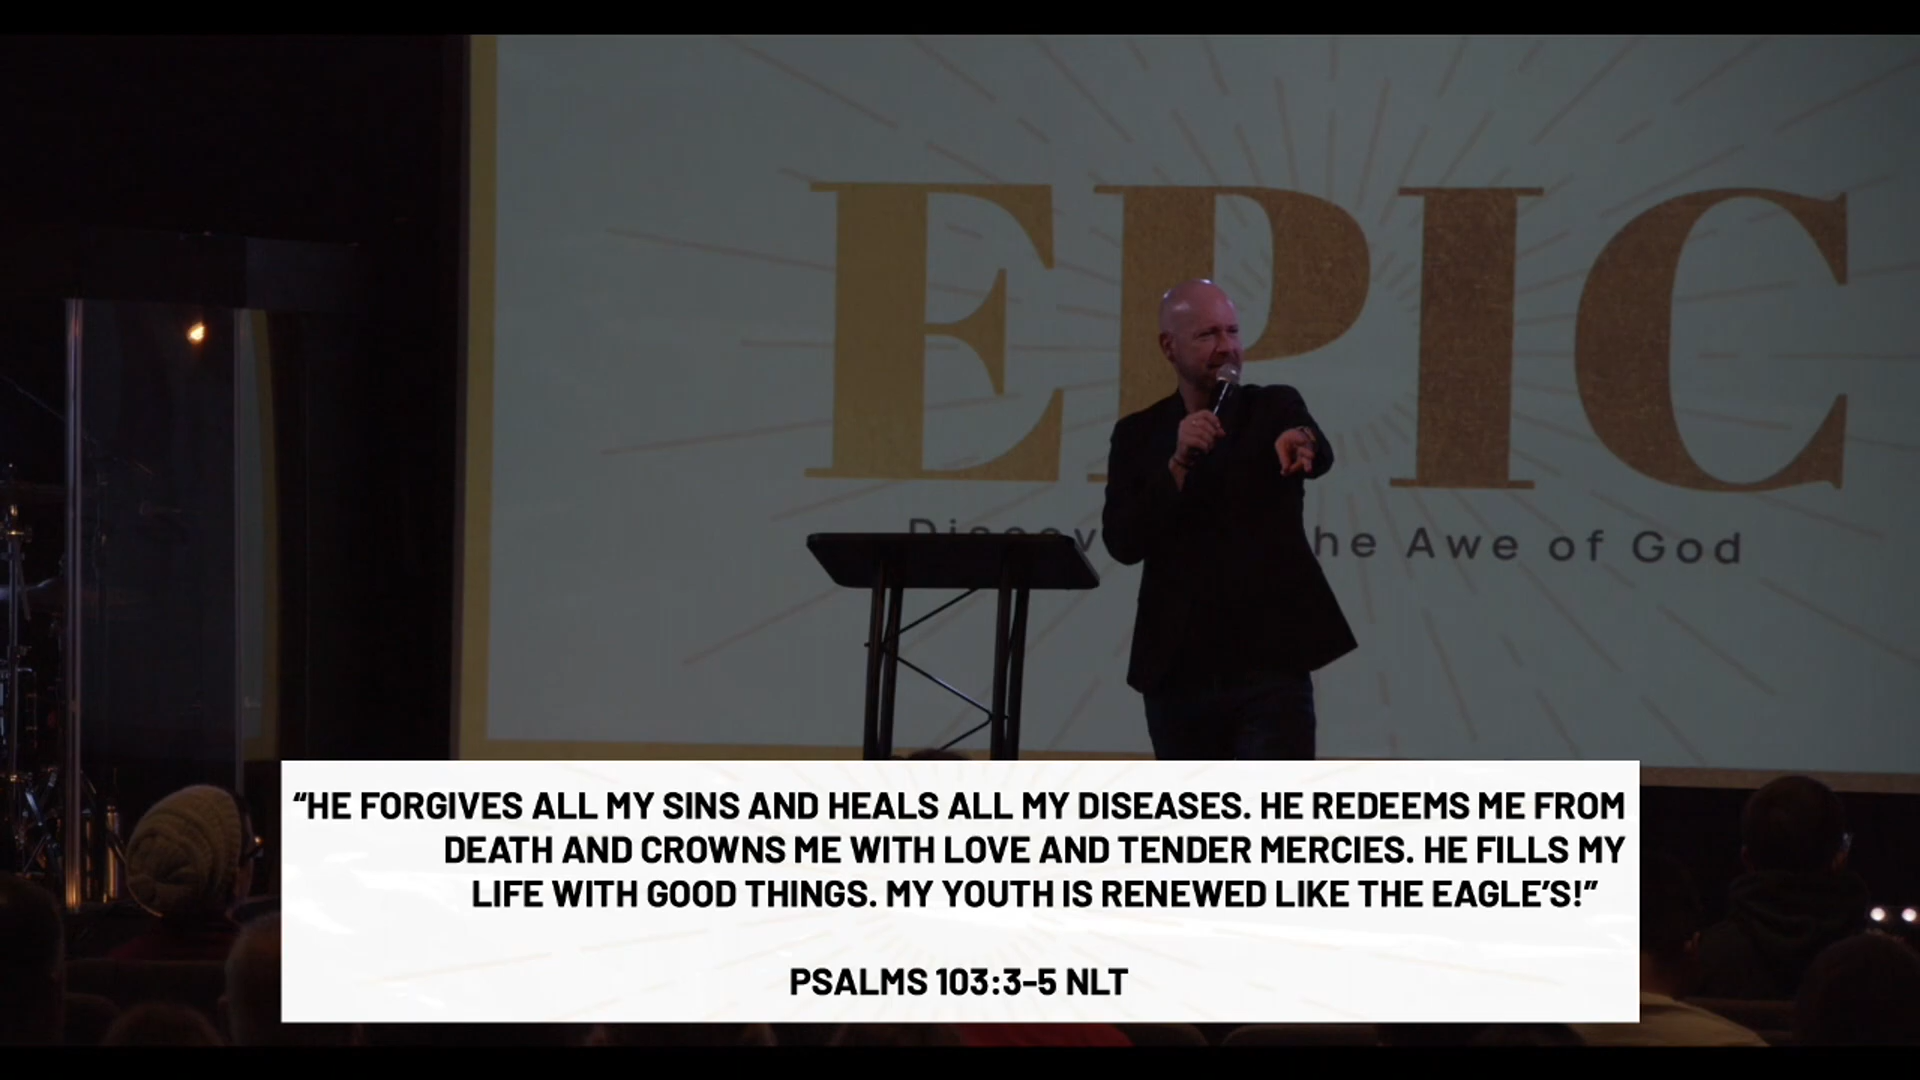 EPIC
he Awe of God
“HE FORGIVES ALL MY SINS AND HEALS ALL MY DISEASES. HE REDEEMS ME FROM
DEATH AND CROWNS ME WITH LOVE AND TENDER MERCIES. HE FILLS MY
LIFE WITH GOOD THINGS. MY YOUTH IS RENEWED LIKE THE EAGLE’S!”
PSALMS 103:3-5 NLT